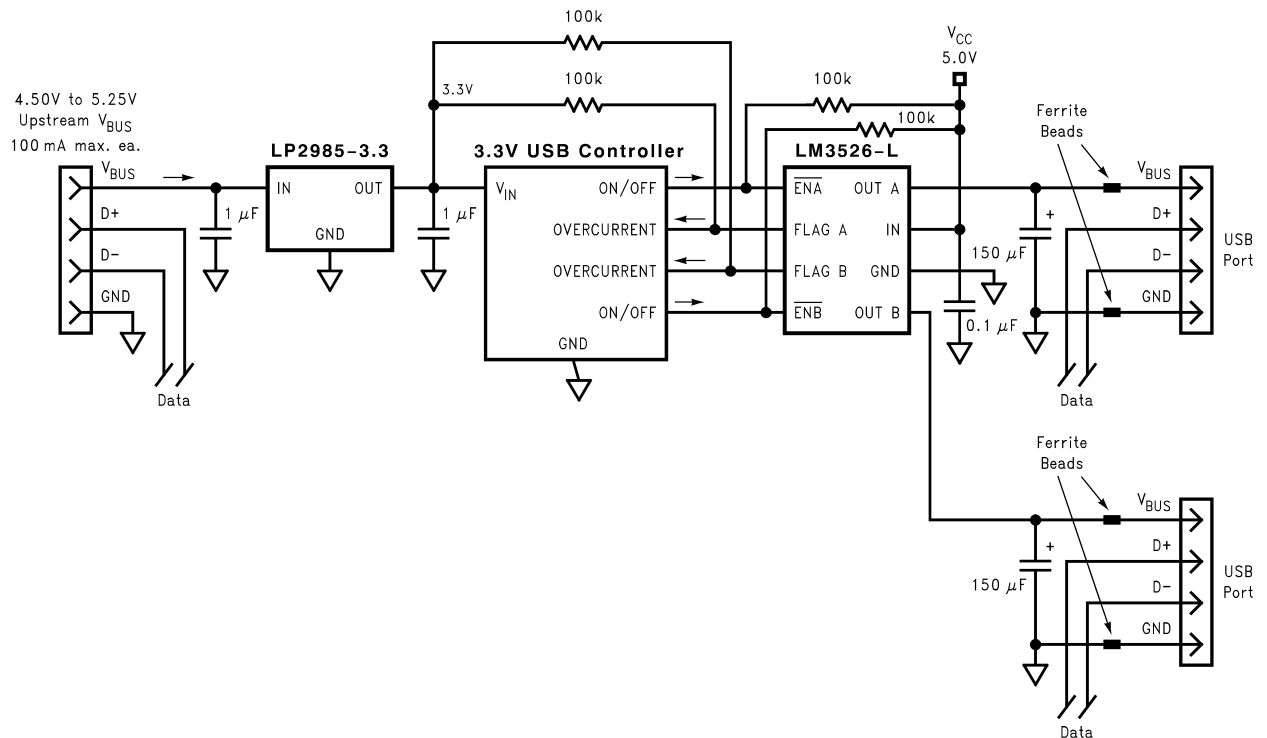 100k
100k
3.3V
4.50V to 5.25V
Upstream VBUS
100 mA max. ea.
VBUS
D+
D-
GND
Data
1 μF
LP2985-3.3
IN
OUT
GND
1 μF
3.3V USB Controller
VIN
ON/OFF
OVERCURRENT
OVERCURRENT
ON/OFF
GND
100k
100k
VCC
5.0V
LM3526-L
ENA
OUT A
FLAG A
IN
FLAG B
GND
ENB
OUT B
0.1 μF
Ferrite
Beads
VBUS
D+
D-
GND
+
150 μF
USB
Port
Data
Ferrite
Beads
VBUS
D+
D-
GND
+
150 μF
USB
Port
Data